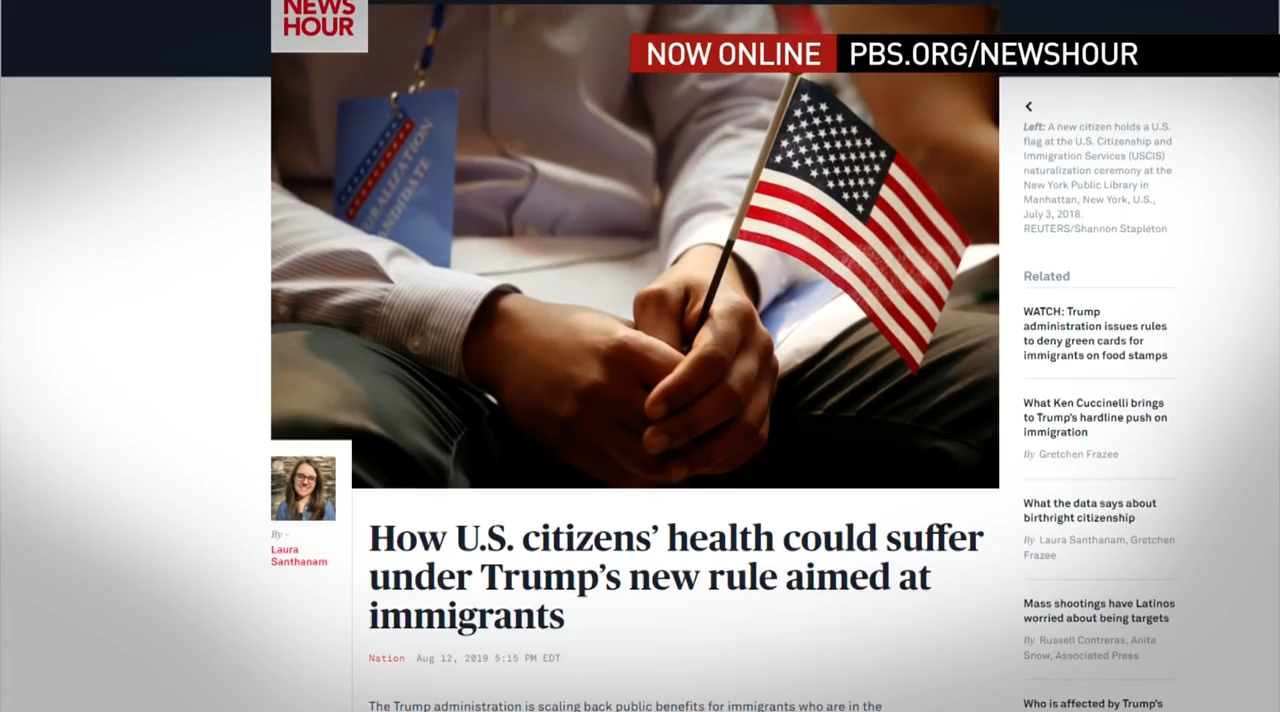 NEWS
HOUR
NOW ONLINE PBS.ORG/NEWSHOUR
URALIZATION
ANDIDATE
Left: A new citizen holds a U.S.
flag at the U.S. Citizenship and
Immigration Services (USCIS)
naturalization ceremony at the
New York Public Library in
Manhattan, New York, U.S.,
July 3, 2018.
REUTERS/Shannon Stapleton
Related
WATCH: Trump
administration issues rules
to deny green cards for
immigrants on food stamps
What Ken Cuccinelli brings
to Trump's hardline push on
immigration
By Gretchen Frazee
What the data says about
birthright citizenship
By Laura Santhanam, Gretchen
Frazee
Mass shootings have Latinos
worried about being targets
By Russell Contreras, Anita
Snow, Associated Press
Who is affected by Trump's
By –
Laura
Santhanam
How U.S. citizens' health could suffer
under Trump's new rule aimed at
immigrants
Nation Aug 12, 2019 5:15 PM EDT
The Trump administration is scaling back public benefits for immigrants who are in the